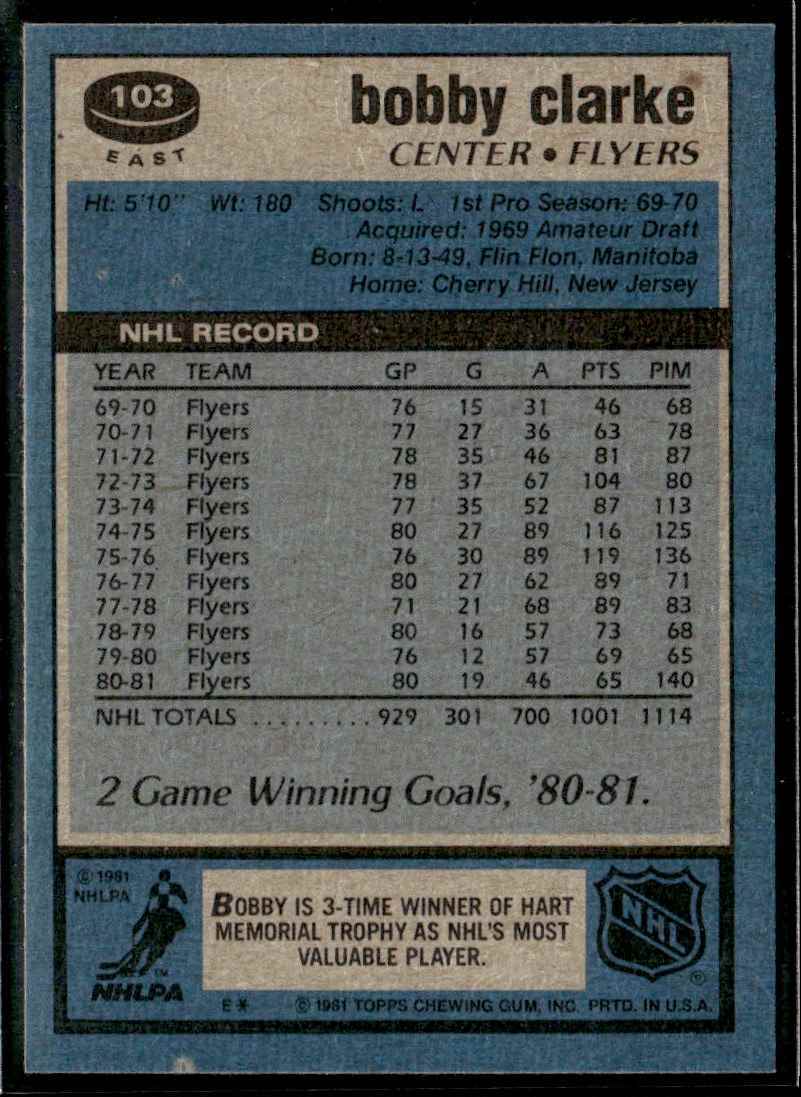 103
EAST
bobby clarke
CENTER • FLYERS
Ht: 5'10" Wt: 180 Shoots: L 1st Pro Season: 69-70
Acquired: 1969 Amateur Draft
Born: 8-13-49, Flin Flon, Manitoba
Home: Cherry Hill, New Jersey
NHL RECORD
YEAR TEAM GP G A PTS PIM
69-70 Flyers 76 15 31 46 68
70-71 Flyers 77 27 36 63 78
71-72 Flyers 78 35 46 81 87
72-73 Flyers 78 37 67 104 80
73-74 Flyers 77 35 52 87 113
74-75 Flyers 80 27 89 116 125
75-76 Flyers 76 30 89 119 136
76-77 Flyers 80 27 62 89 71
77-78 Flyers 71 21 68 89 83
78-79 Flyers 80 16 57 73 68
79-80 Flyers 76 12 57 69 65
80-81 Flyers 80 19 46 65 140
NHL TOTALS ......... 929 301 700 1001 1114
2 Game Winning Goals, '80-81.
© 1981
NHLPA
TM
NHLPA
BOBBY IS 3-TIME WINNER OF HART
MEMORIAL TROPHY AS NHL'S MOST
VALUABLE PLAYER.
NHL
E* © 1981 TOPPS CHEWING GUM, INC. PRTD. IN U.S.A.